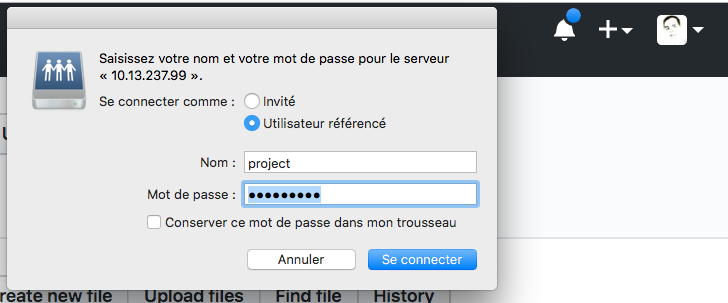 Saisissez votre nom et votre mot de passe pour le serveur
« 10.13.237.99 ».
Se connecter comme :
Invité
Utilisateur référencé
Nom :
project
Mot de passe :
•••••••••
Conserver ce mot de passe dans mon trousseau
Annuler
Se connecter
reate new file
Upload files
Find file
History